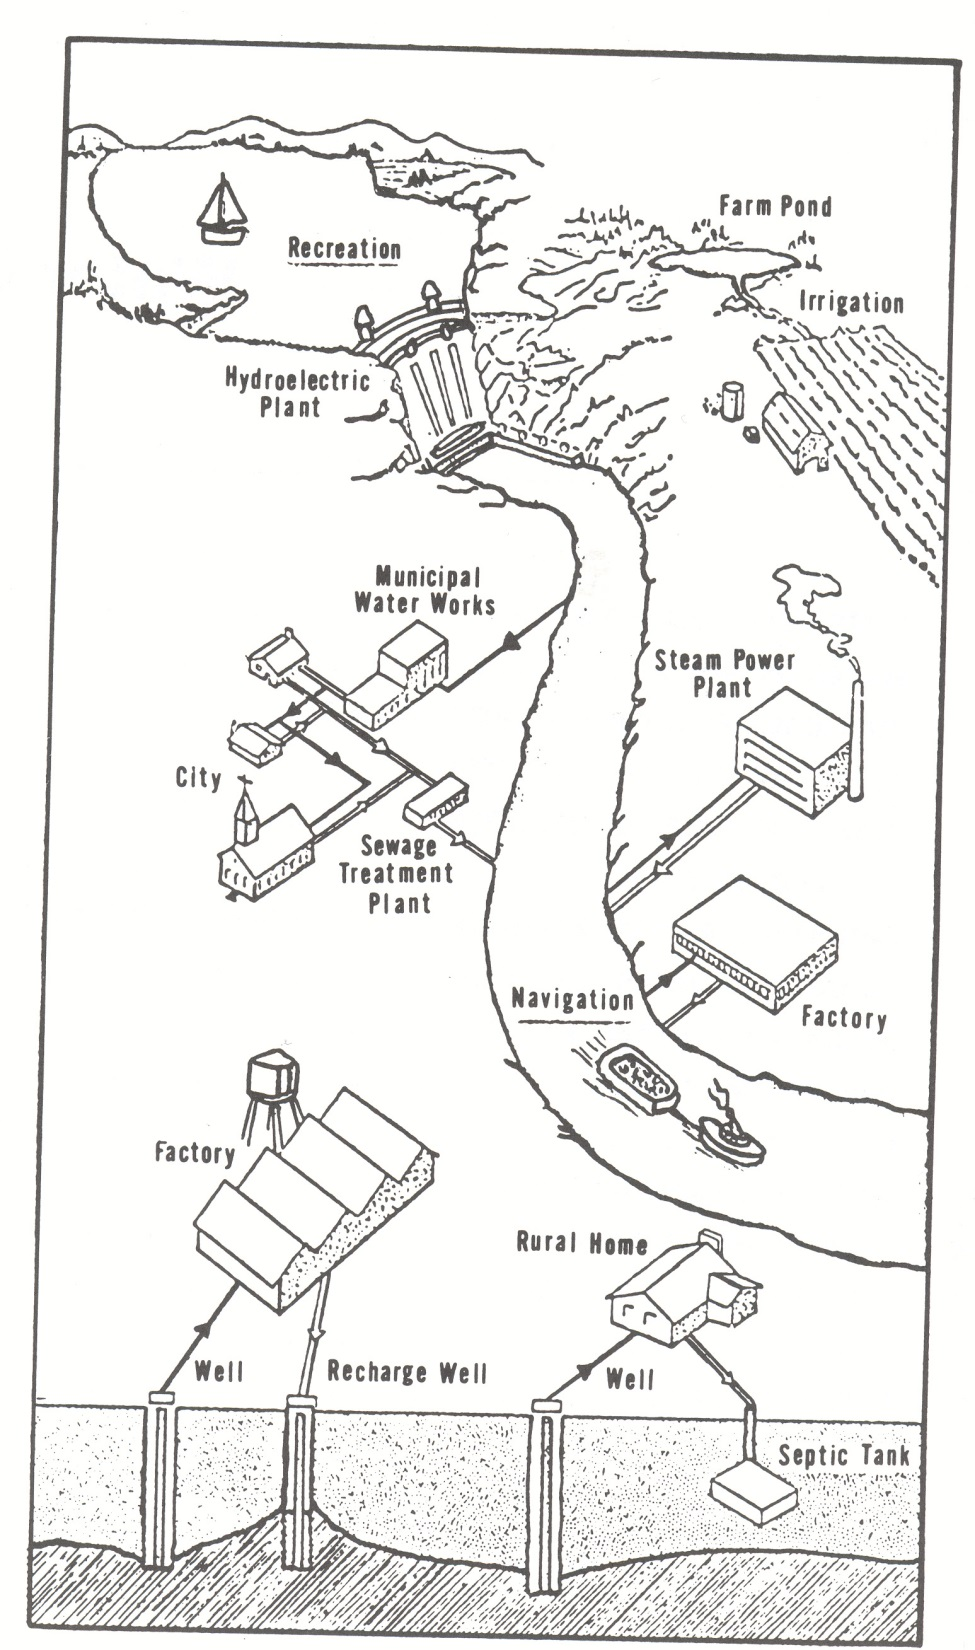 Farm Pond
Recreation
Irrigation
Hydroelectric
Plant
Municipal
Water Works
Steam Power
Plant
City
Sewage
Treatment
Plant
Navigation
Factory
Factory
Rural Home
Well
Recharge Well
Well
Septic Tank